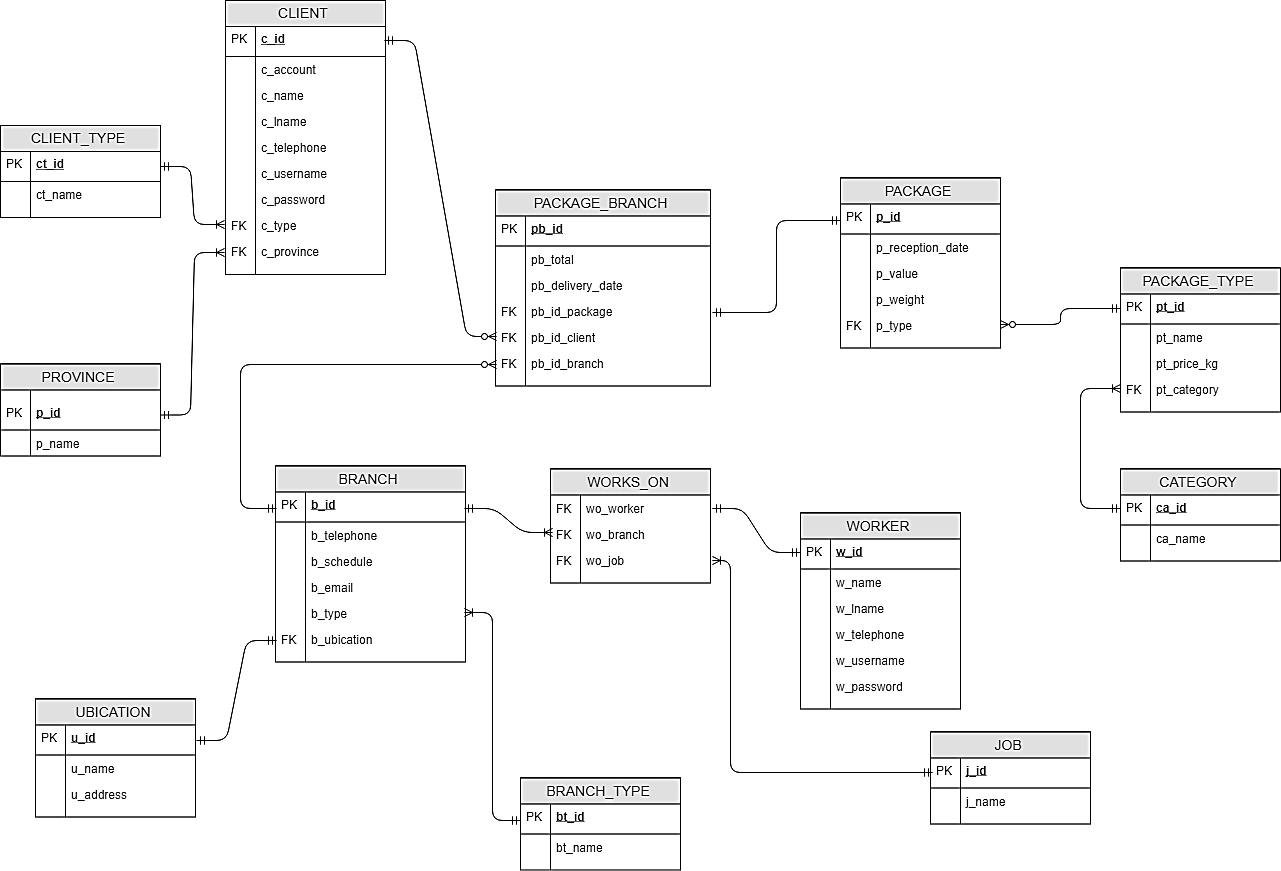 CLIENT
PK c_id
c_account
c_name
c_lname
c_telephone
c_username
c_password
FK c_type
FK c_province
CLIENT_TYPE
PK ct_id
ct_name
PROVINCE
PK p_id
p_name
PACKAGE_BRANCH
PK pb_id
pb_total
pb_delivery_date
FK pb_id_package
FK pb_id_client
FK pb_id_branch
PACKAGE
PK p_id
p_reception_date
p_value
p_weight
FK p_type
PACKAGE_TYPE
PK pt_id
pt_name
pt_price_kg
FK pt_category
CATEGORY
PK ca_id
ca_name
BRANCH
PK b_id
b_telephone
b_schedule
b_email
b_type
FK b_ubication
WORKS_ON
FK wo_worker
FK wo_branch
FK wo_job
WORKER
PK w_id
w_name
w_lname
w_telephone
w_username
w_password
UBICATION
PK u_id
u_name
u_address
BRANCH_TYPE
PK bt_id
bt_name
JOB
PK j_id
j_name